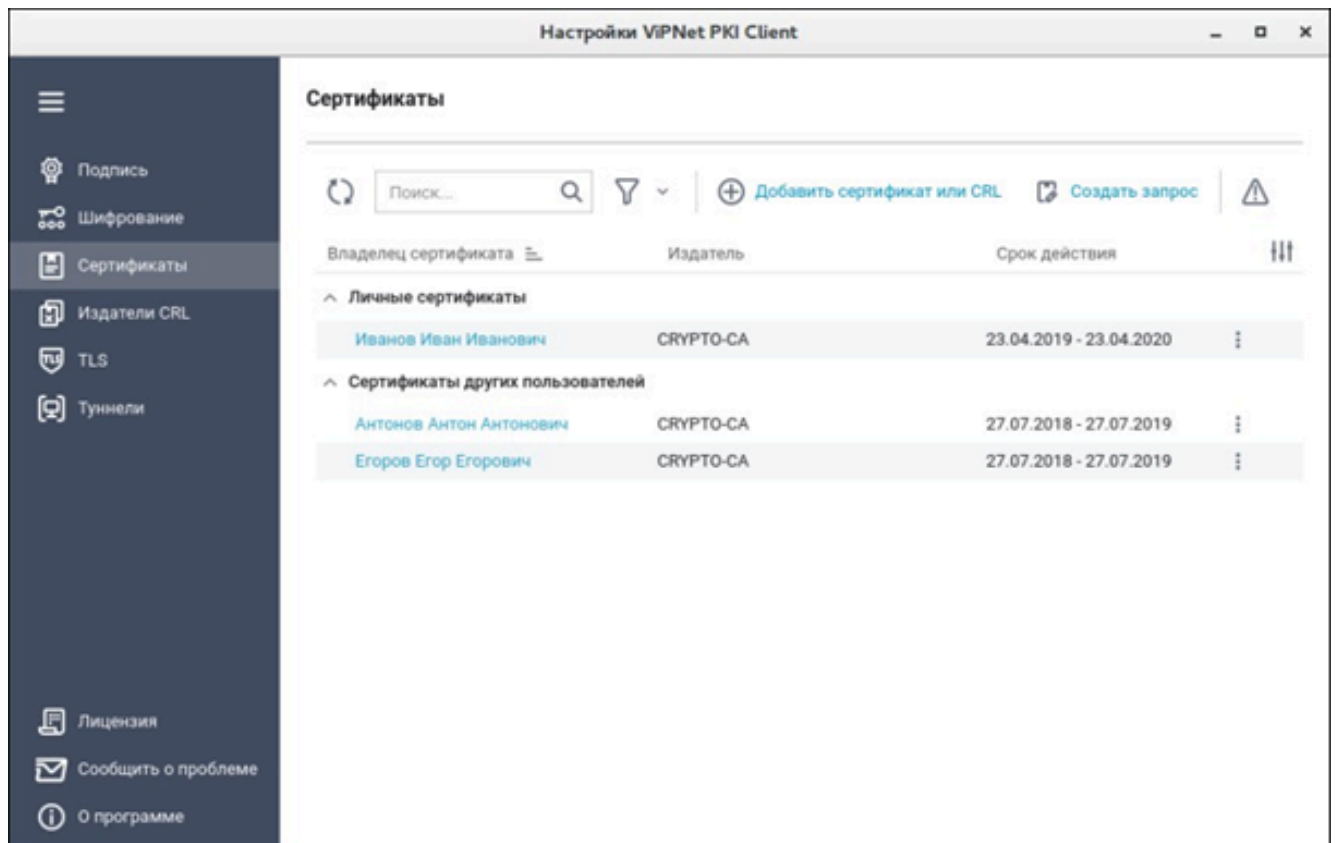 Настройки ViPNet PKI Client
Подпись
Шифрование
Сертификаты
Издатели CRL
TLS
Туннели
Лицензия
Сообщить о проблеме
О программе
Сертификаты
Поиск...
Добавить сертификат или CRL
Создать запрос
Владелец сертификата Издатель Срок действия
Личные сертификаты
Иванов Иван Иванович CRYPTO-CA 23.04.2019 - 23.04.2020
Сертификаты других пользователей
Антонов Антон Антонович CRYPTO-CA 27.07.2018 - 27.07.2019
Егоров Егор Егорович CRYPTO-CA 27.07.2018 - 27.07.2019